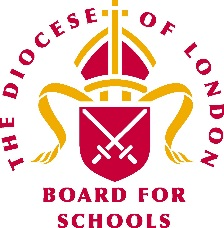 THE DIOCESE OF LONDON
BOARD FOR
SCHOOLS